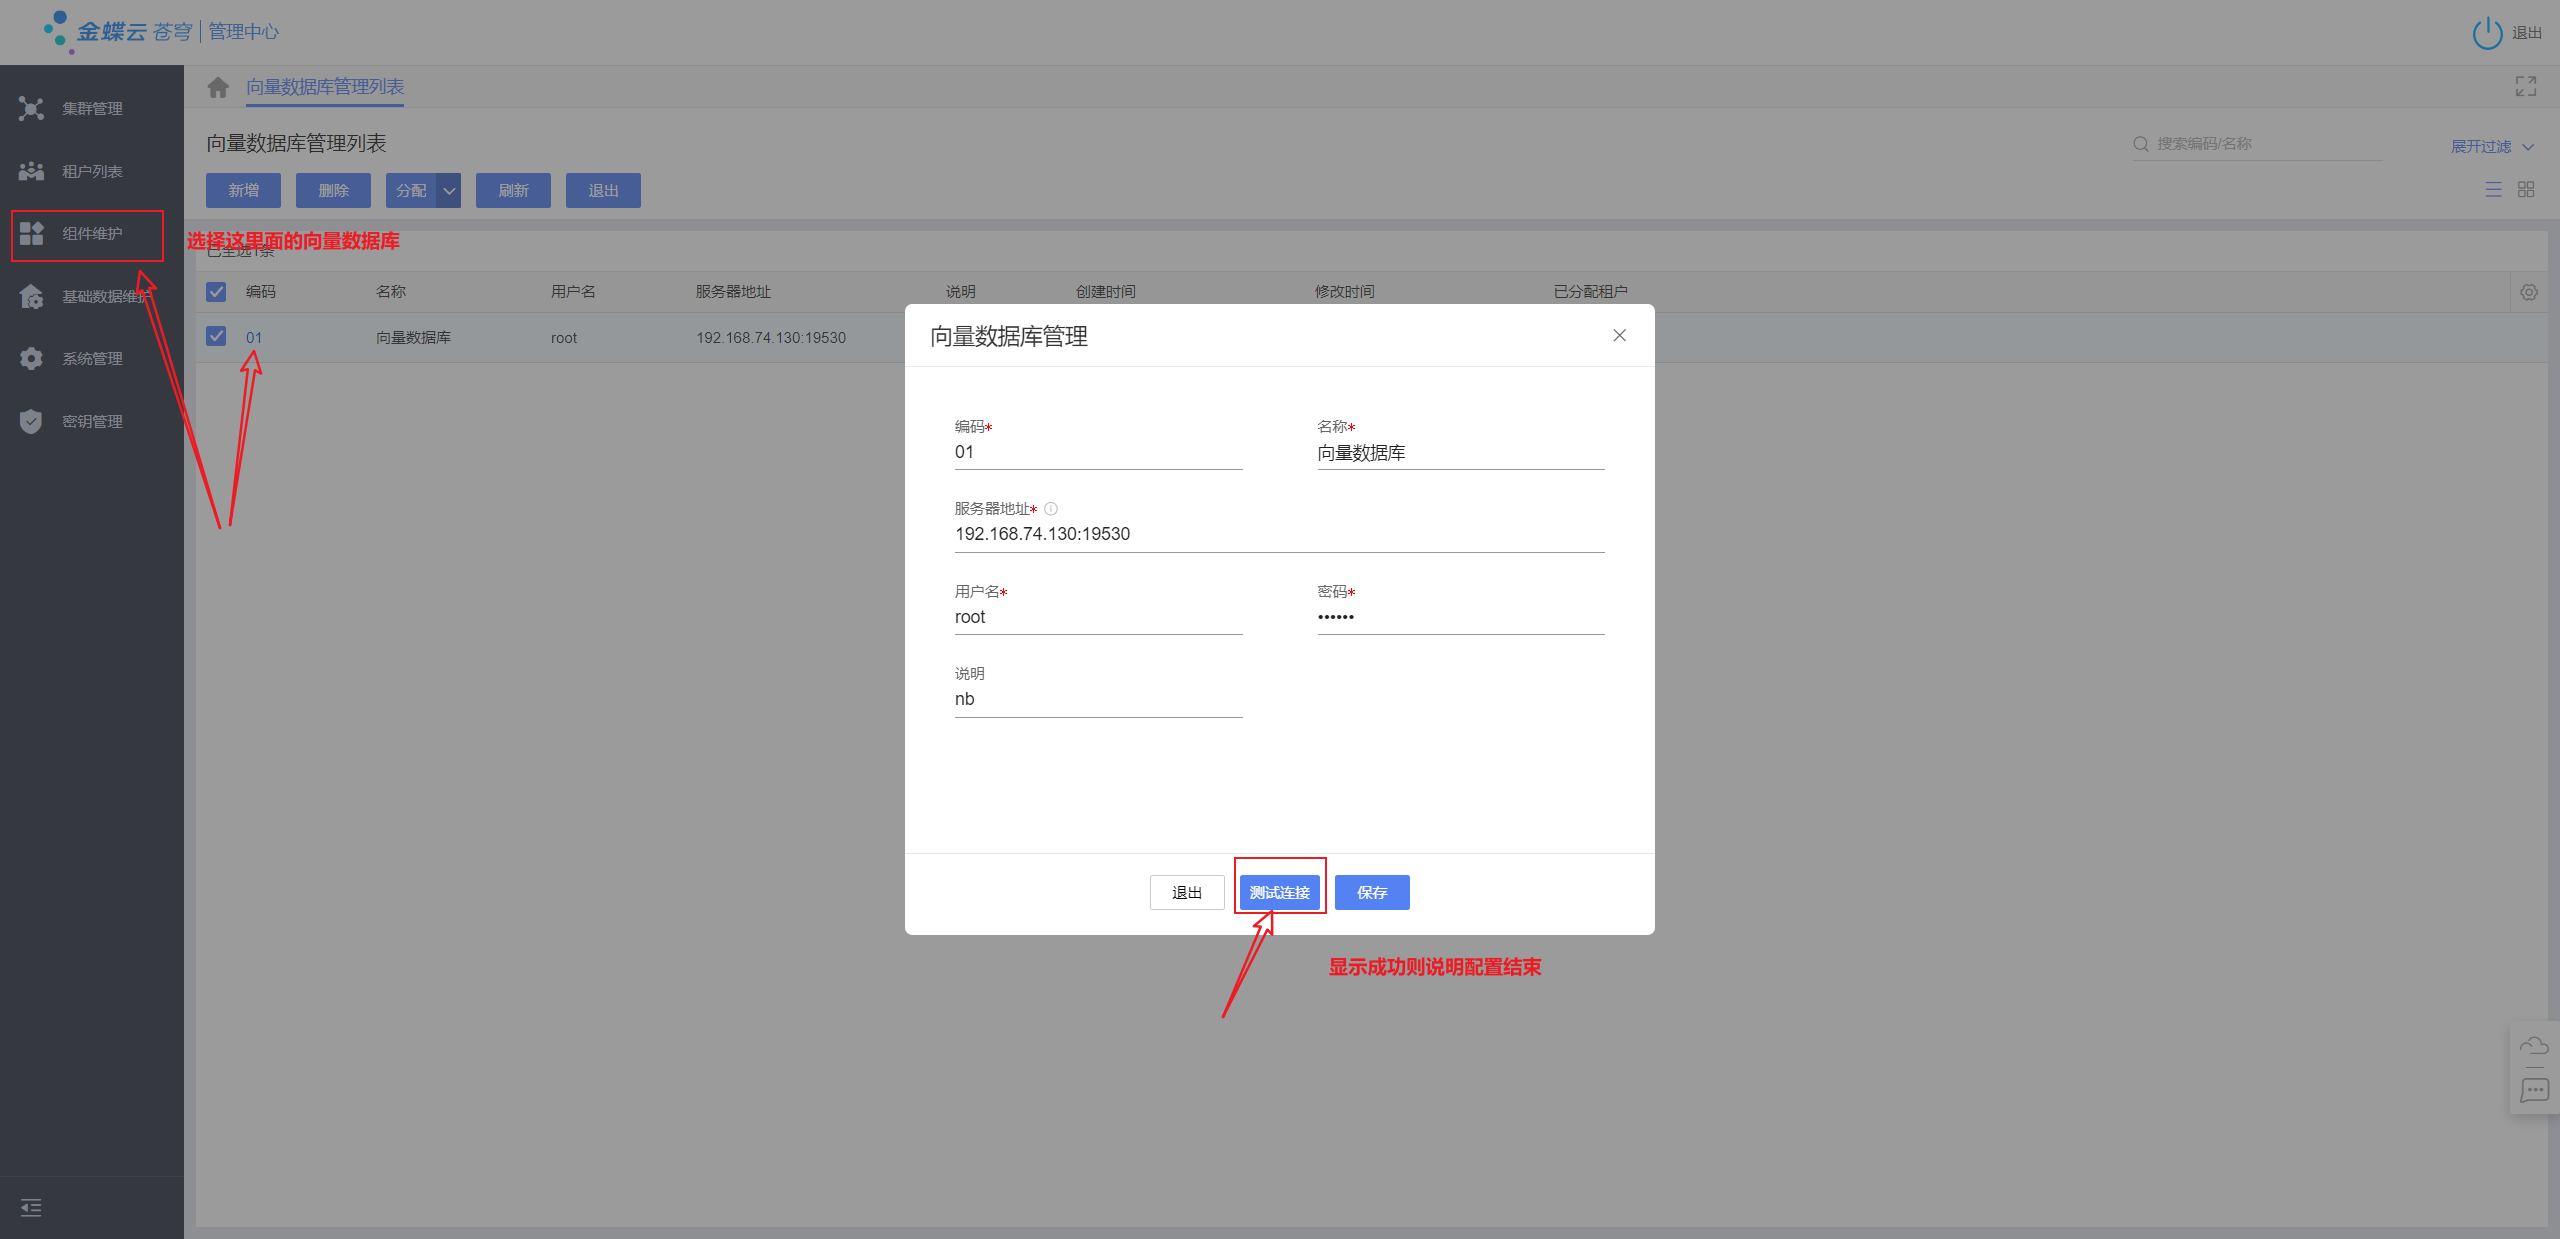 金蝶云 苍穹 | 管理中心
退出
集群管理
租户列表
组件维护
基础数据维护
系统管理
密钥管理
向量数据库管理列表
向量数据库管理列表
搜索编码/名称
展开过滤
新增 删除 分配 刷新 退出
选择这里面的向量数据库
已全选1条
编码 名称 用户名 服务器地址 说明 创建时间 修改时间 已分配租户
01 向量数据库 root 192.168.74.130:19530
向量数据库管理
编码* 名称*
01 向量数据库
服务器地址*
192.168.74.130:19530
用户名* 密码*
root ••••••
说明
nb
退出 测试连接 保存
显示成功则说明配置结束